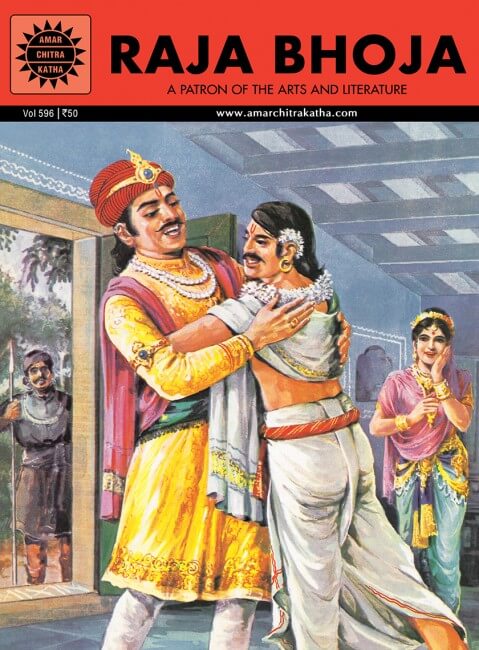 AMAR
CHITRA
KATHA
RAJA BHOJA
A PATRON OF THE ARTS AND LITERATURE
Vol 596 | ₹50
www.amarchitrakatha.com